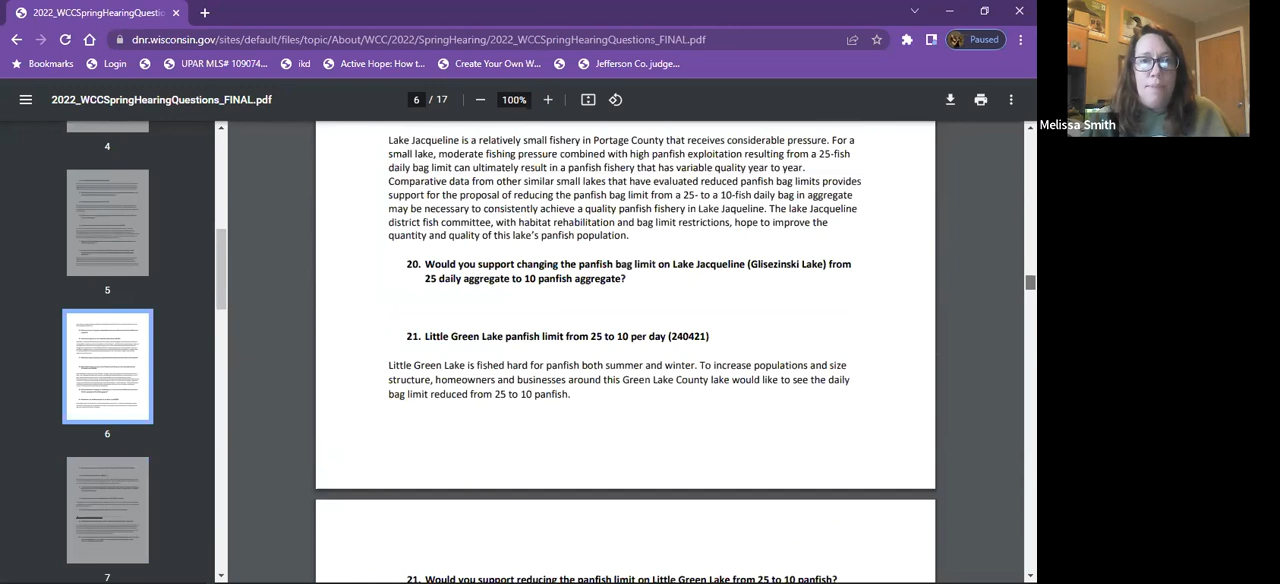 2022_WCCSpringHearingQuestio
dnr.wisconsin.gov/sites/default/files/topic/About/WCC/2022/SpringHearing/2022_WCCSpringHearingQuestions_FINAL.pdf
Paused
Bookmarks Login UPAR MLS# 109074... ikd Active Hope: How t... Create Your Own W... Jefferson Co. judge...
2022_WCCSpringHearingQuestions_FINAL.pdf 6 / 17 100%
Melissa Smith
4
5
6
7
Lake Jacqueline is a relatively small fishery in Portage County that receives considerable pressure. For a
small lake, moderate fishing pressure combined with high panfish exploitation resulting from a 25-fish
daily bag limit can ultimately result in a panfish fishery that has variable quality year to year.
Comparative data from other similar small lakes that have evaluated reduced panfish bag limits provides
support for the proposal of reducing the panfish bag limit from a 25- to a 10-fish daily bag in aggregate
may be necessary to consistently achieve a quality panfish fishery in Lake Jaqueline. The lake Jacqueline
district fish committee, with habitat rehabilitation and bag limit restrictions, hope to improve the
quantity and quality of this lake's panfish population.
20. Would you support changing the panfish bag limit on Lake Jacqueline (Glisezinski Lake) from
25 daily aggregate to 10 panfish aggregate?
21. Little Green Lake panfish limit from 25 to 10 per day (240421)
Little Green Lake is fished hard for panfish both summer and winter. To increase populations and size
structure, homeowners and businesses around this Green Lake County lake would like to see the daily
bag limit reduced from 25 to 10 panfish.
21. Would you support reducing the panfish limit on Little Green Lake from 25 to 10 panfish?